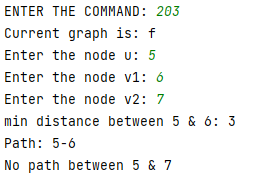 ENTER THE COMMAND: 203
Current graph is: f
Enter the node u: 5
Enter the node v1: 6
Enter the node v2: 7
min distance between 5 & 6: 3
Path: 5-6
No path between 5 & 7